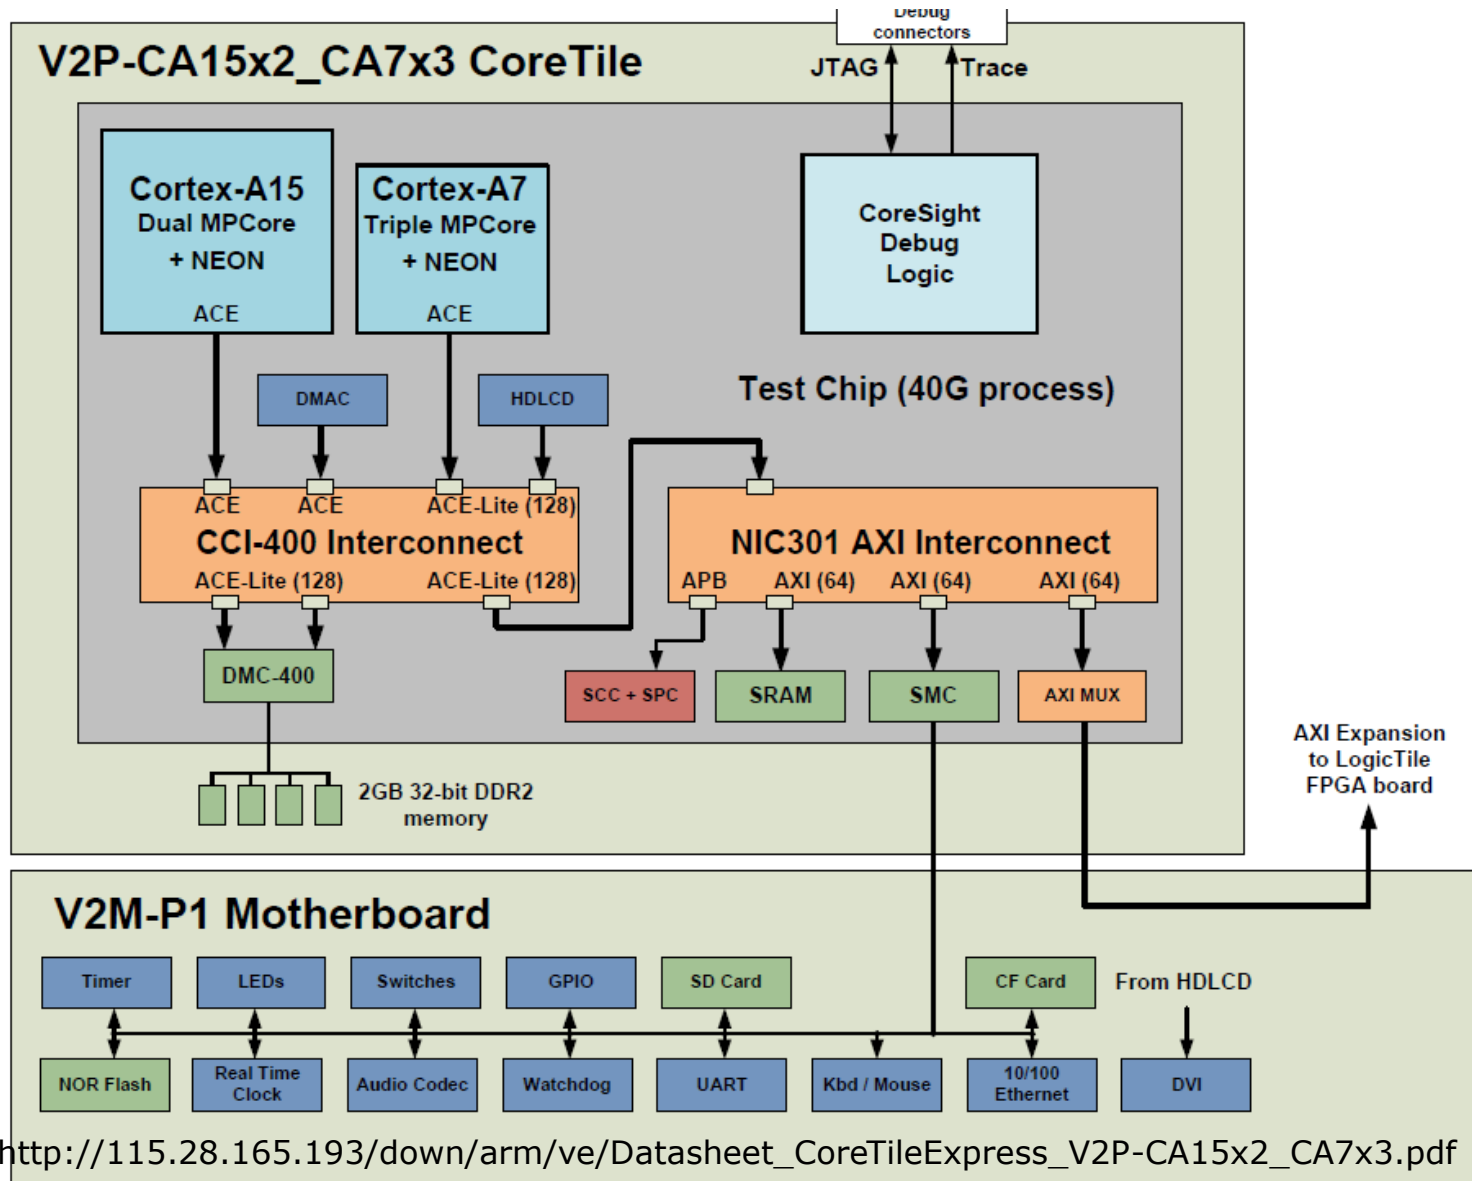 Debug
connectors
V2P-CA15x2_CA7x3 CoreTile
JTAG
Trace
Cortex-A15
Dual MPCore
+ NEON
ACE
Cortex-A7
Triple MPCore
+ NEON
ACE
CoreSight
Debug
Logic
DMAC
HDLCD
Test Chip (40G process)
ACE
ACE
ACE-Lite (128)
CCI-400 Interconnect
ACE-Lite (128)
ACE-Lite (128)
NIC301 AXI Interconnect
APB
AXI (64)
AXI (64)
AXI (64)
DMC-400
SCC + SPC
SRAM
SMC
AXI MUX
2GB 32-bit DDR2
memory
AXI Expansion
to LogicTile
FPGA board
V2M-P1 Motherboard
Timer
LEDs
Switches
GPIO
SD Card
CF Card
From HDLCD
NOR Flash
Real Time
Clock
Audio Codec
Watchdog
UART
Kbd / Mouse
10/100
Ethernet
DVI
http://115.28.165.193/down/arm/ve/Datasheet_CoreTileExpress_V2P-CA15x2_CA7x3.pdf